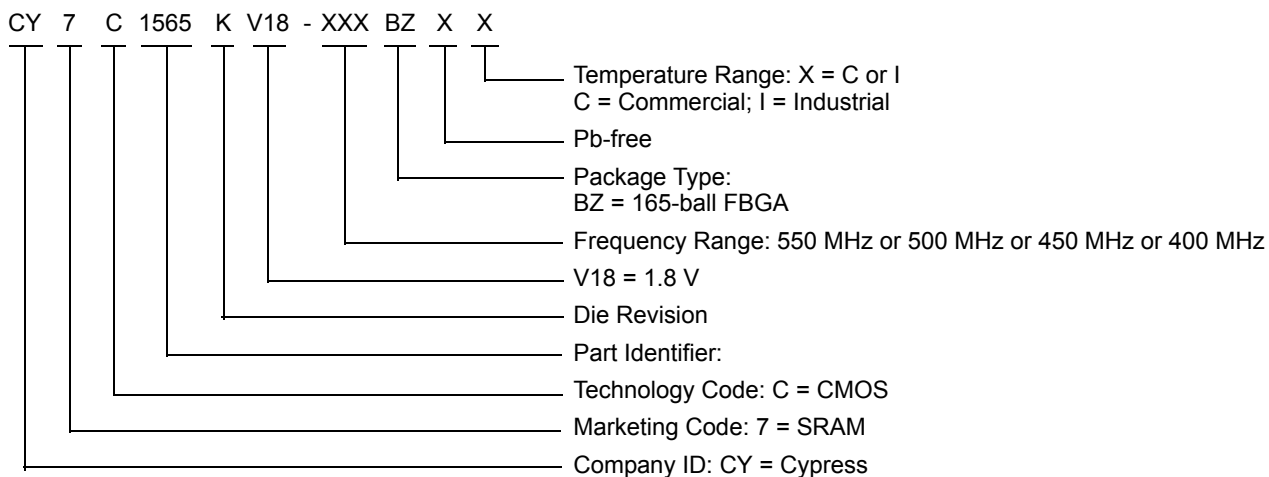 CY 7 C 1565 K V18 - XXX BZ X X
Temperature Range: X = C or I
C = Commercial; I = Industrial
Pb-free
Package Type:
BZ = 165-ball FBGA
Frequency Range: 550 MHz or 500 MHz or 450 MHz or 400 MHz
V18 = 1.8 V
Die Revision
Part Identifier:
Technology Code: C = CMOS
Marketing Code: 7 = SRAM
Company ID: CY = Cypress